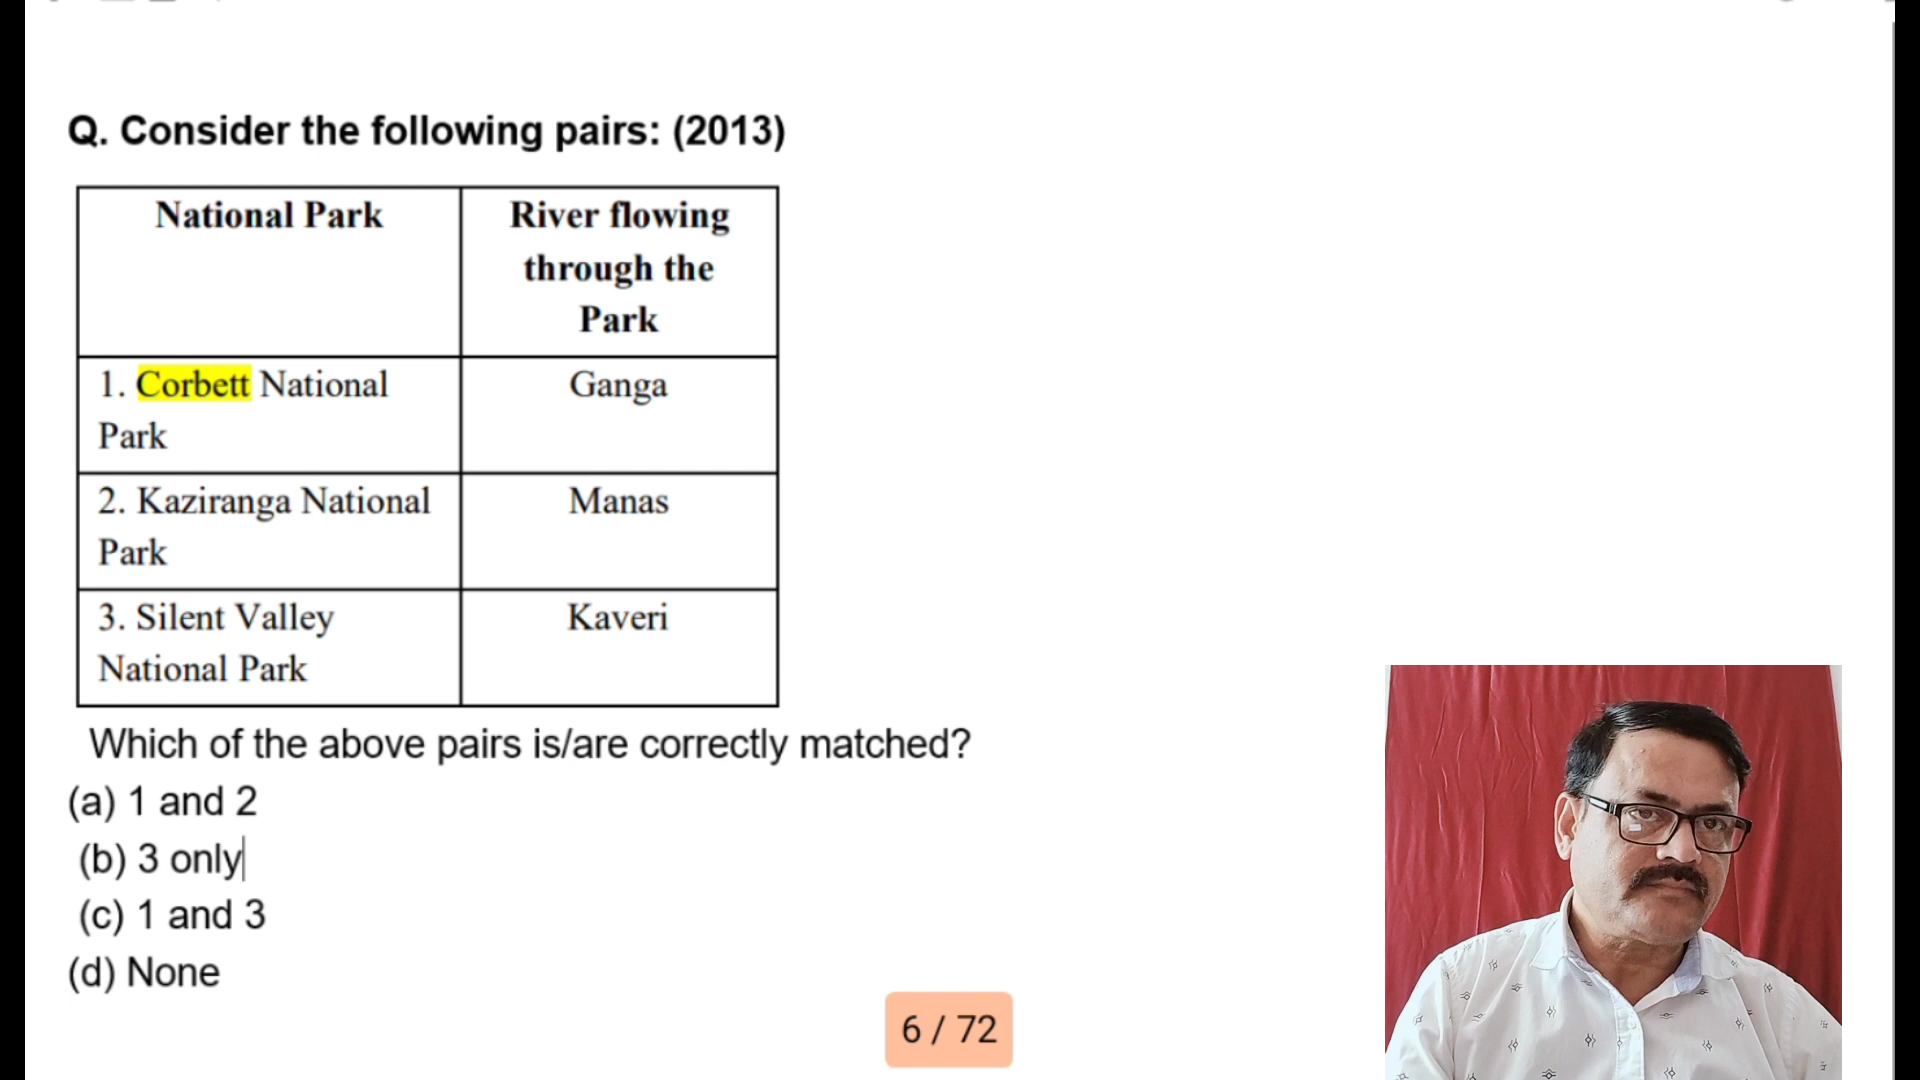 Q. Consider the following pairs: (2013)
National Park
River flowing
through the
Park
1. Corbett National
Park
Ganga
2. Kaziranga National
Park
Manas
3. Silent Valley
National Park
Kaveri
Which of the above pairs is/are correctly matched?
(a) 1 and 2
(b) 3 only
(c) 1 and 3
(d) None
6 / 72